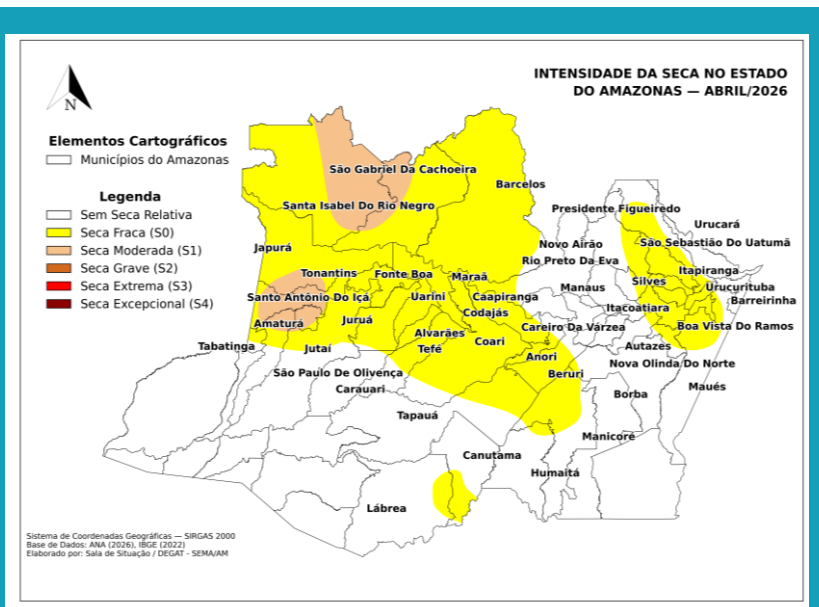 INTENSIDADE DA SECA NO ESTADO
DO AMAZONAS — ABRIL/2026
N
Elementos Cartográficos
Municípios do Amazonas
Legenda
Sem Seca Relativa
Seca Fraca (S0)
Seca Moderada (S1)
Seca Grave (S2)
Seca Extrema (S3)
Seca Excepcional (S4)
São Gabriel Da Cachoeira
Barcelos
Santa Isabel Do Rio Negro
Presidente Figueiredo
Urucará
Japurá
Novo Airão
São Sebastião Do Uatumã
Rio Preto Da Eva
Tonantins
Fonte Boa
Maraã
Itapiranga
Manaus
Silves
Urucurituba
Santo Antônio Do Içá
Uarini
Caapiranga
Barreirinha
Codajás
Itacoatiara
Amaturá
Juruá
Careiro Da Várzea
Boa Vista Do Ramos
Alvarães
Coari
Tabatinga
Jutaí
Tefé
Autazes
Anori
São Paulo De Olivença
Beruri
Nova Olinda Do Norte
Carauari
Borba
Maués
Tapauá
Manicoré
Canutama
Humaitá
Lábrea
Sistema de Coordenadas Geográficas — SIRGAS 2000
Base de Dados: ANA (2026), IBGE (2022)
Elaborado por: Sala de Situação / DEGAT - SEMA/AM